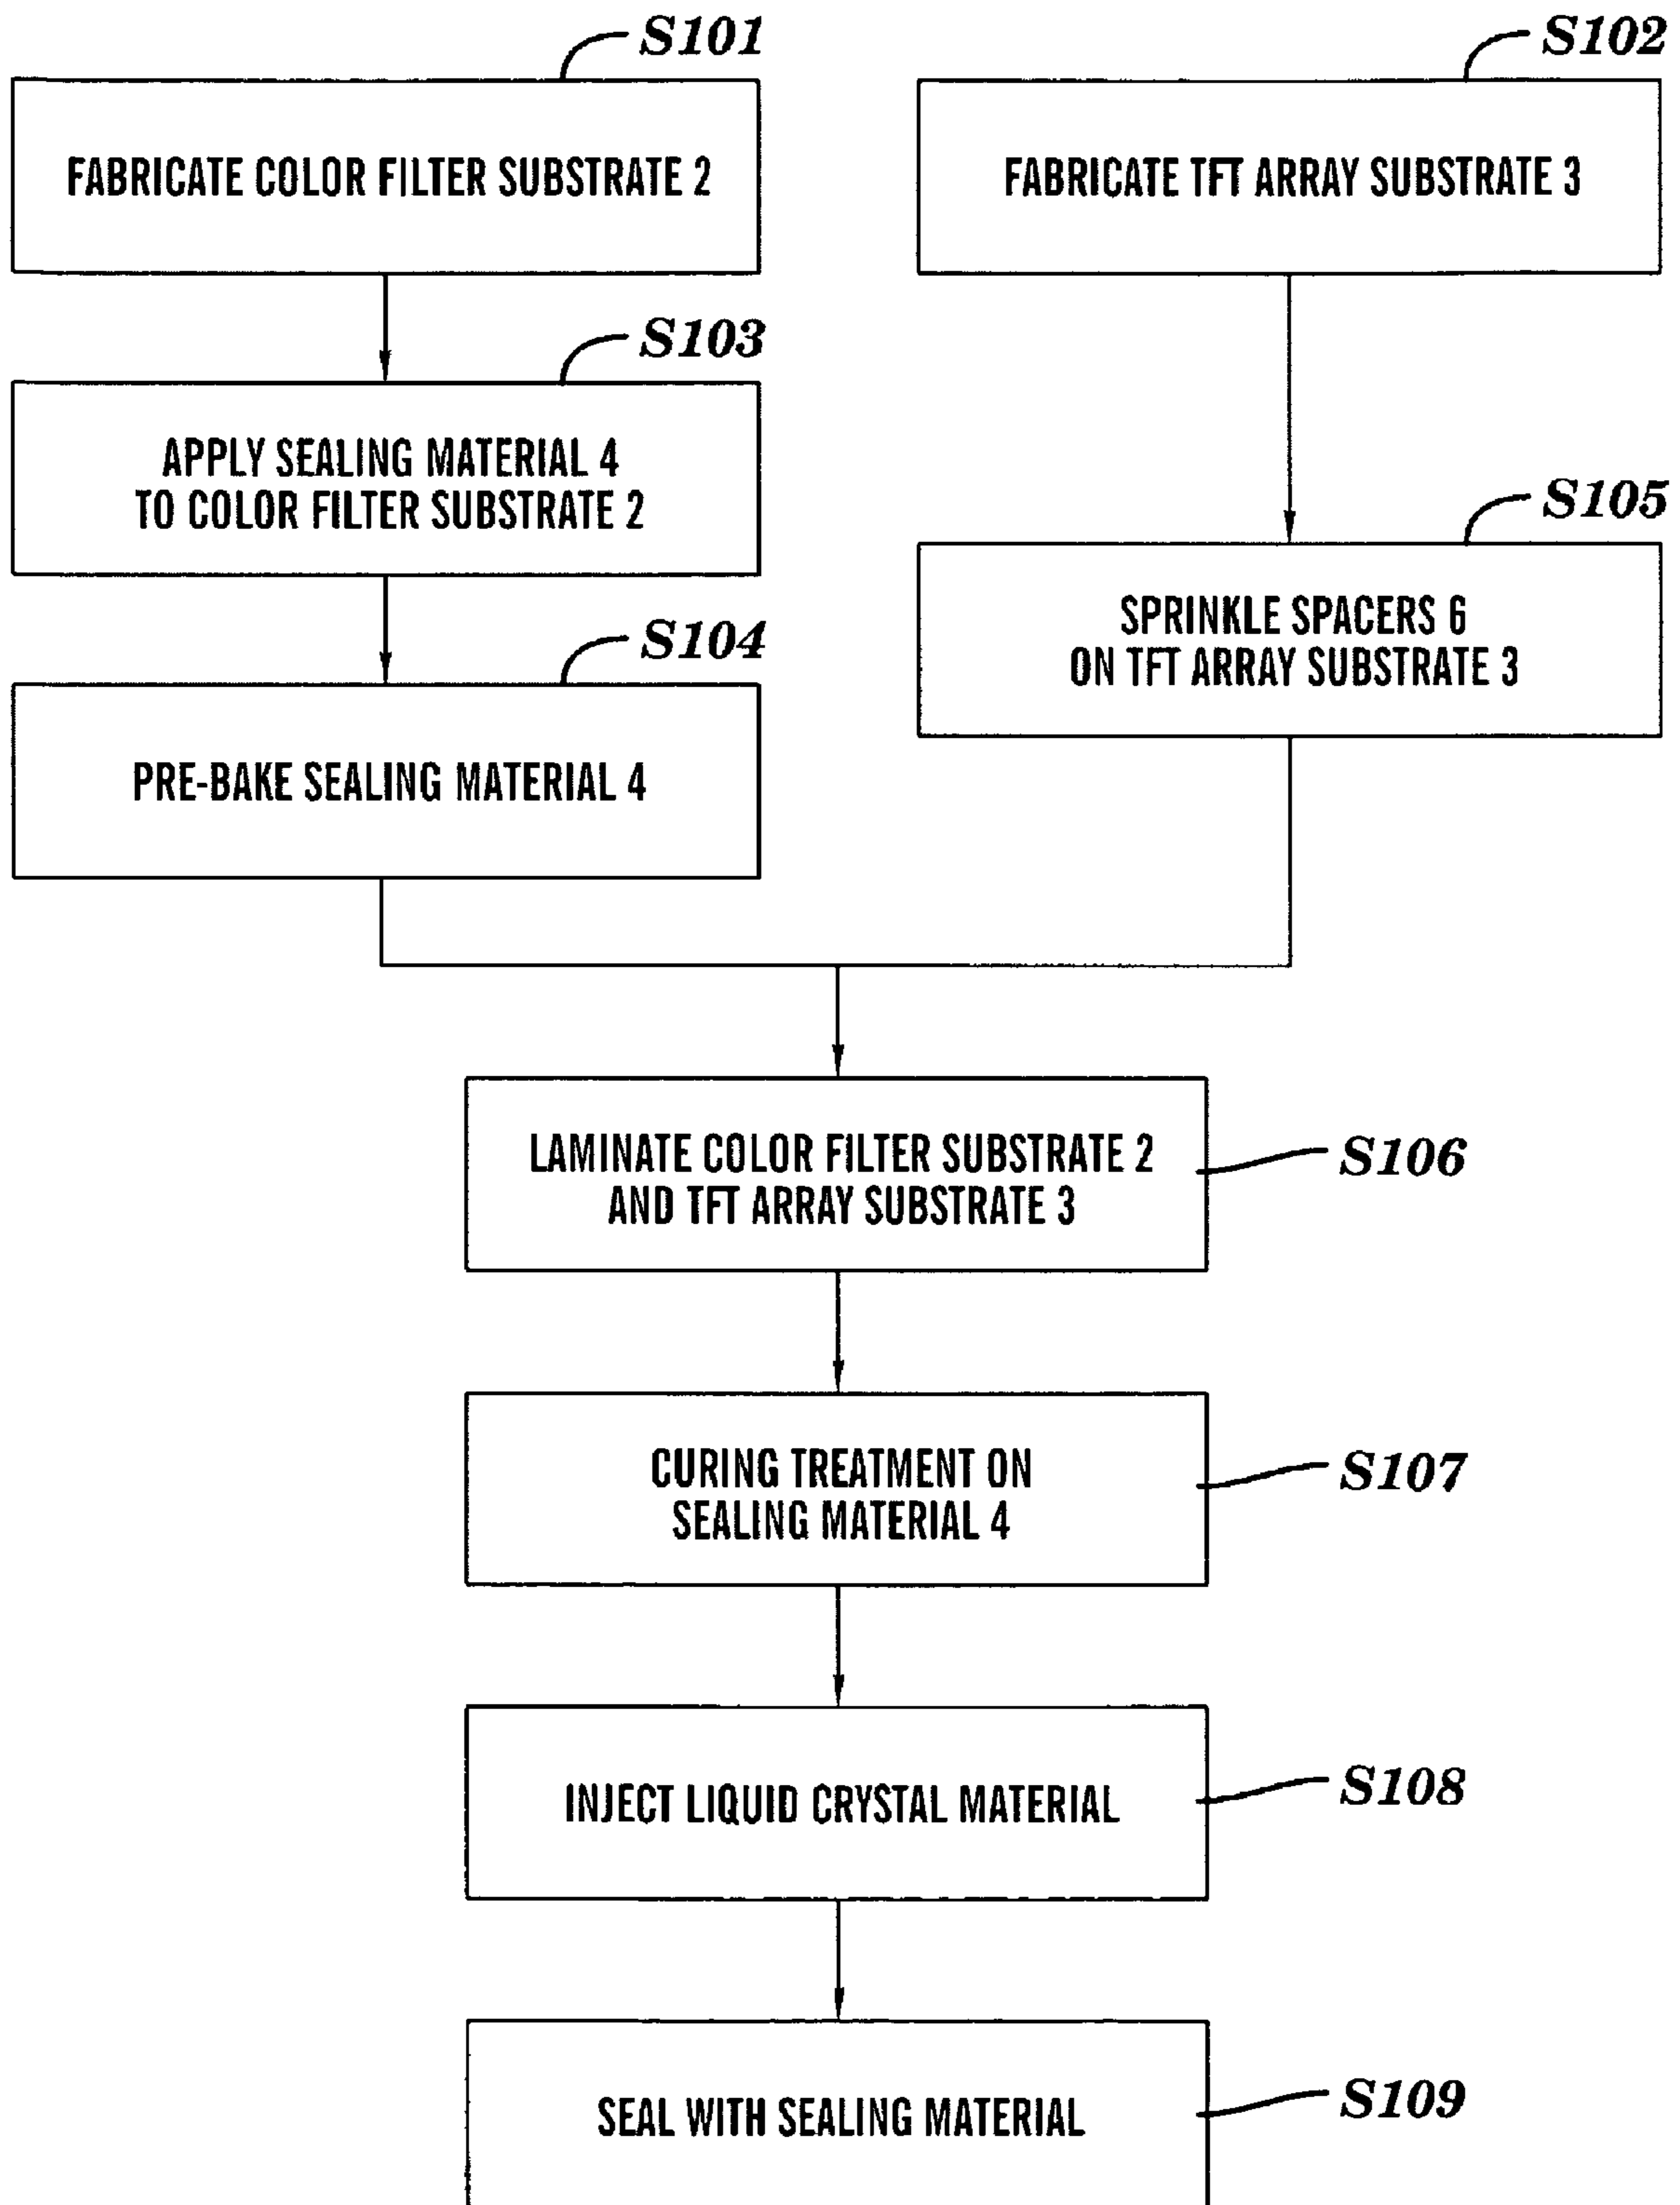 S101
S102
FABRICATE COLOR FILTER SUBSTRATE 2
FABRICATE TFT ARRAY SUBSTRATE 3
S103
APPLY SEALING MATERIAL 4
TO COLOR FILTER SUBSTRATE 2
S105
SPRINKLE SPACERS 6
ON TFT ARRAY SUBSTRATE 3
S104
PRE-BAKE SEALING MATERIAL 4
LAMINATE COLOR FILTER SUBSTRATE 2
AND TFT ARRAY SUBSTRATE 3
S106
CURING TREATMENT ON
SEALING MATERIAL 4
S107
INJECT LIQUID CRYSTAL MATERIAL
S108
SEAL WITH SEALING MATERIAL
S109